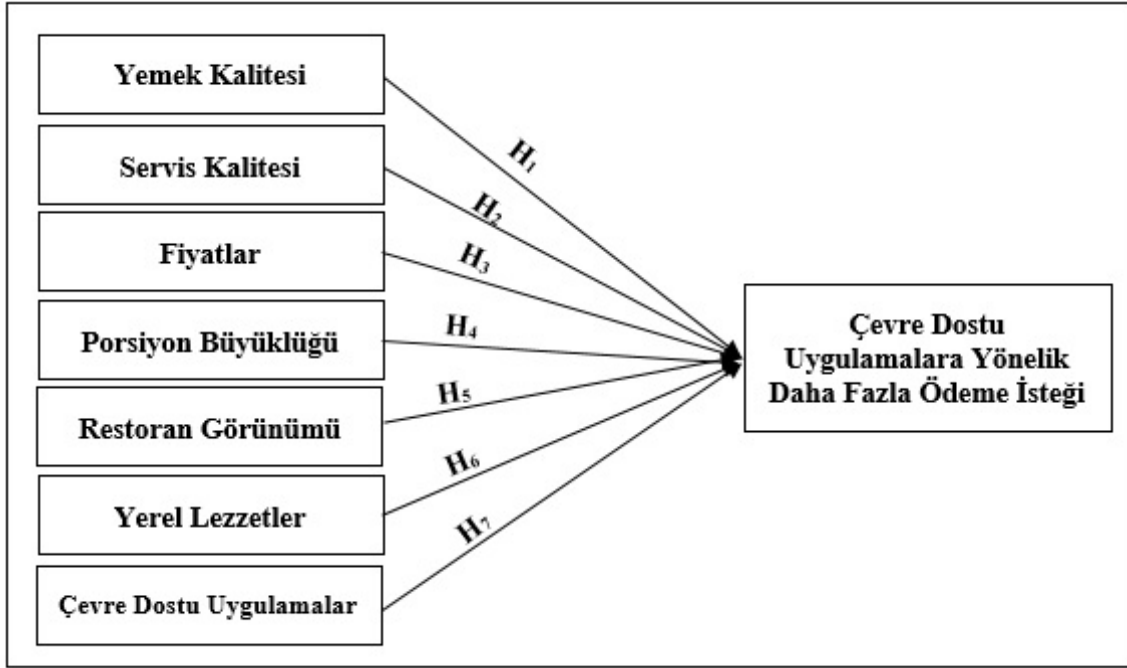 Yemek Kalitesi
Servis Kalitesi
Fiyatlar
Porsiyon Büyüklüğü
Restoran Görünümü
Yerel Lezzetler
Çevre Dostu Uygulamalar
H₁
H₂
H₃
H₄
H₅
H₆
H₇
Çevre Dostu
Uygulamalara Yönelik
Daha Fazla Ödeme İsteği